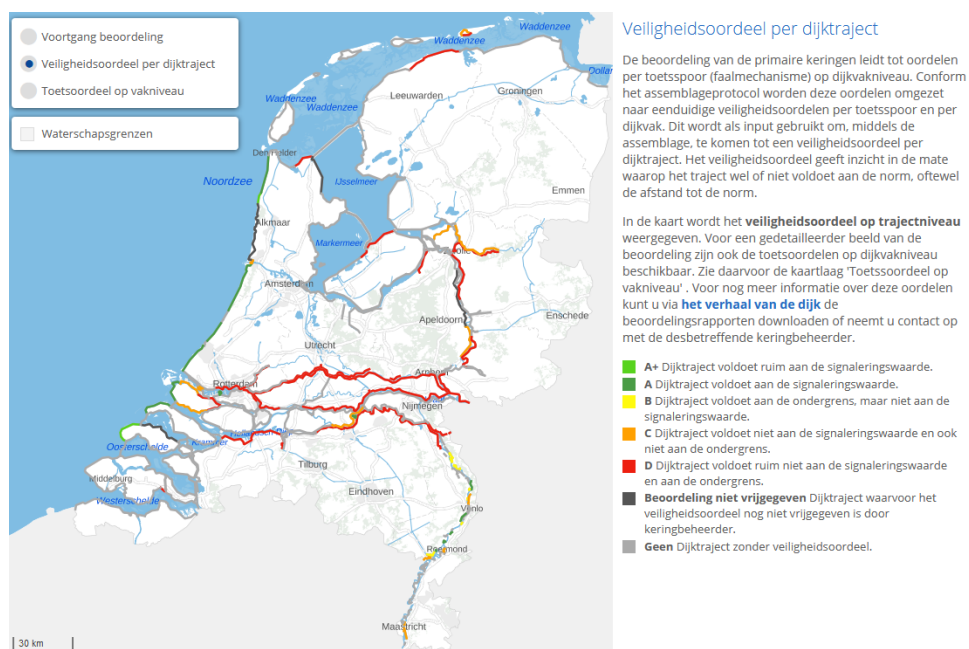 Voortgang beoordeling
Veiligheidsoordeel per dijktraject
Toetsoordeel op vakniveau
Waterschapsgrenzen
Waddenzee
Waddenzee
Dollar
Groningen
Leeuwarden
Waddenzee
Waddenzee
Den Helder
Noordzee
IJsselmeer
Emmen
Alkmaar
Markermeer
Amsterdam
Apeldoorn
Enschede
Utrecht
Arnhem
Rotterdam
Nijmegen
Oosterschelde
Krammer
Tilburg
Middelburg
Eindhoven
Westerschelde
Venlo
Roermond
Maastricht
30 km
Veiligheidsoordeel per dijktraject
De beoordeling van de primaire keringen leidt tot oordelen
per toetsspoor (faalmechanisme) op dijkvakniveau. Conform
het assemblageprotocol worden deze oordelen omgezet
naar eenduidige veiligheidsoordelen per toetsspoor en per
dijkvak. Dit wordt als input gebruikt om, middels de
assemblage, te komen tot een veiligheidsoordeel per
dijktraject. Het veiligheidsoordeel geeft inzicht in de mate
waarop het traject wel of niet voldoet aan de norm, oftewel
de afstand tot de norm.
In de kaart wordt het veiligheidsoordeel op trajectniveau
weergegeven. Voor een gedetailleerder beeld van de
beoordeling zijn ook de toetsoordelen op dijkvakniveau
beschikbaar. Zie daarvoor de kaartlaag 'Toetssoordeel op
vakniveau' . Voor nog meer informatie over deze oordelen
kunt u via het verhaal van de dijk de
beoordelingsrapporten downloaden of neemt u contact op
met de desbetreffende keringbeheerder.
A+ Dijktraject voldoet ruim aan de signaleringswaarde.
A Dijktraject voldoet aan de signaleringswaarde.
B Dijktraject voldoet aan de ondergrens, maar niet aan de
signaleringswaarde.
C Dijktraject voldoet niet aan de signaleringswaarde en ook
niet aan de ondergrens.
D Dijktraject voldoet ruim niet aan de signaleringswaarde
en aan de ondergrens.
Beoordeling niet vrijgegeven Dijktraject waarvoor het
veiligheidsoordeel nog niet vrijgegeven is door
keringbeheerder.
Geen Dijktraject zonder veiligheidsoordeel.